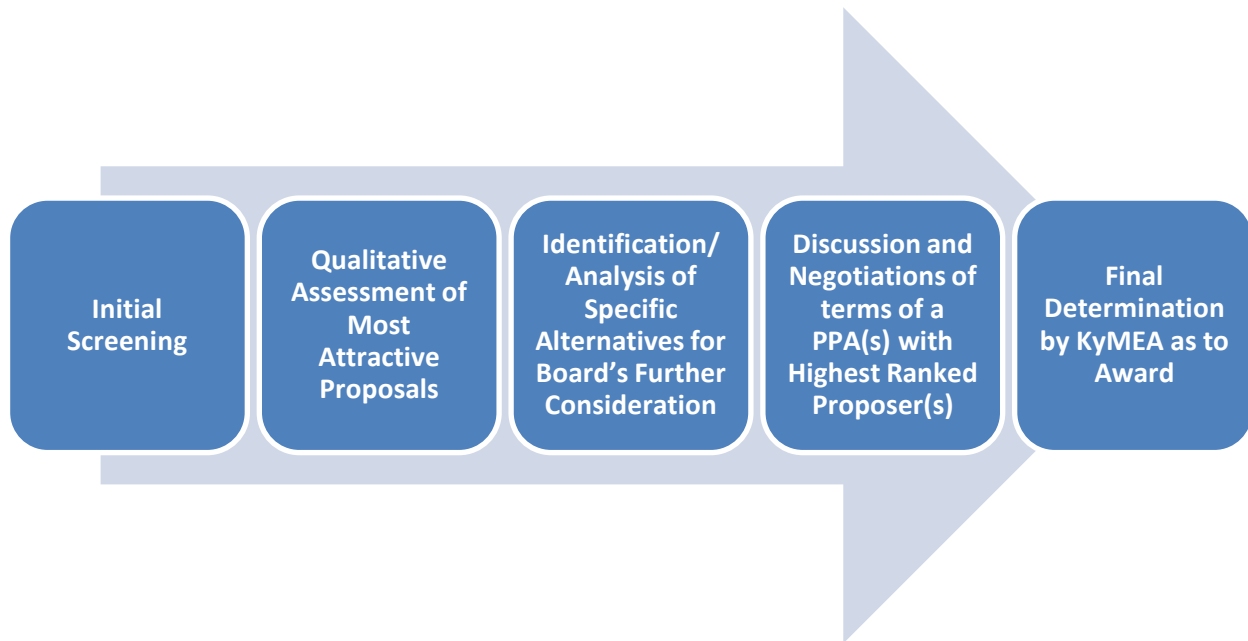 Initial
Screening
Qualitative
Assessment of
Most
Attractive
Proposals
Identification/
Analysis of
Specific
Alternatives for
Board’s Further
Consideration
Discussion and
Negotiations of
terms of a
PPA(s) with
Highest Ranked
Proposer(s)
Final
Determination
by KyMEA as to
Award